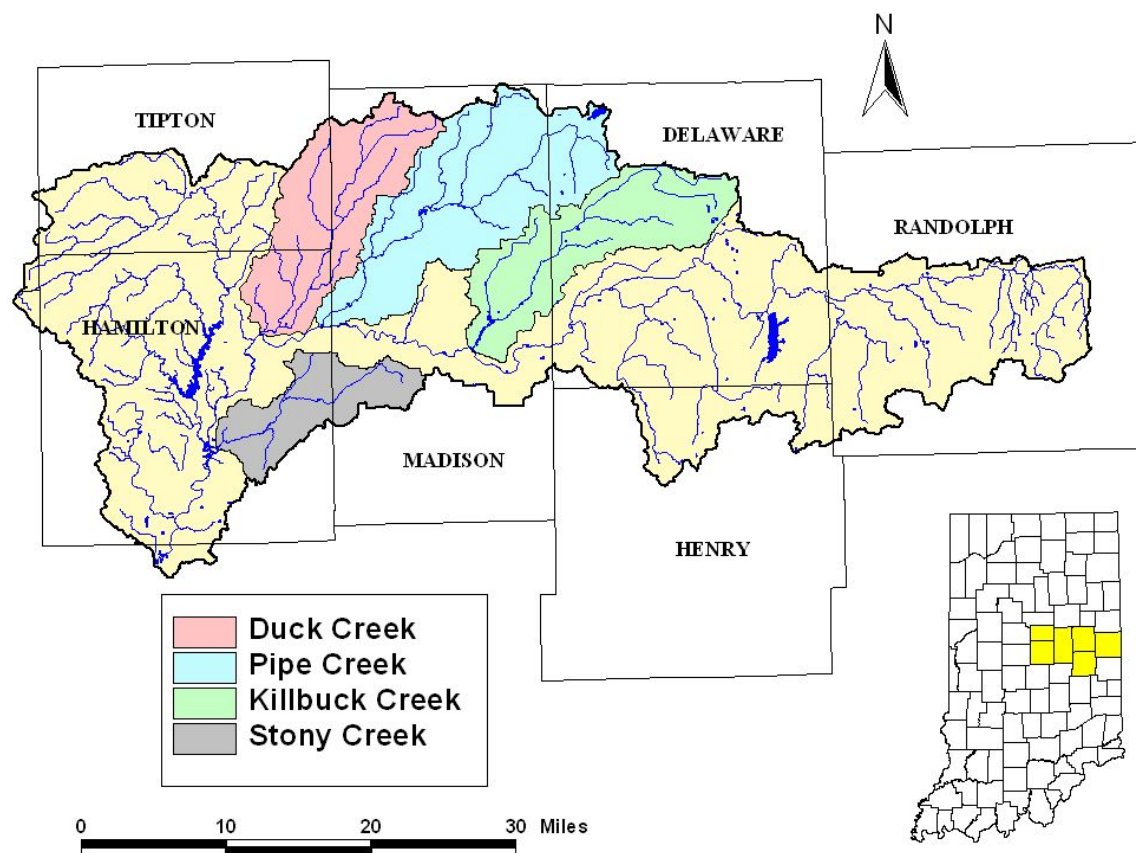 N
TIPTON
DELAWARE
RANDOLPH
HAMILTON
MADISON
HENRY
Duck Creek
Pipe Creek
Killbuck Creek
Stony Creek
0 10 20 30 Miles